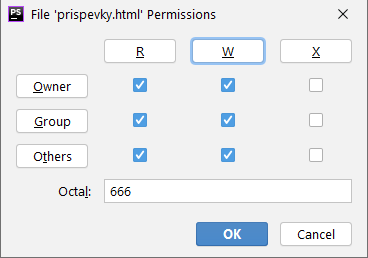 PS File 'prispevky.html' Permissions
R W X
Owner
Group
Others
Octal: 666
OK Cancel